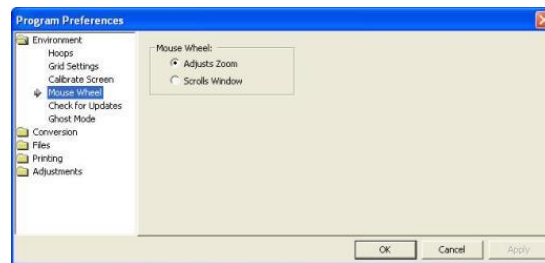 Program Preferences
Environment
Hoops
Grid Settings
Calibrate Screen
Mouse Wheel
Check for Updates
Ghost Mode
Conversion
Files
Printing
Adjustments
Mouse Wheel:
Adjusts Zoom
Scrolls Window
OK
Cancel
Apply